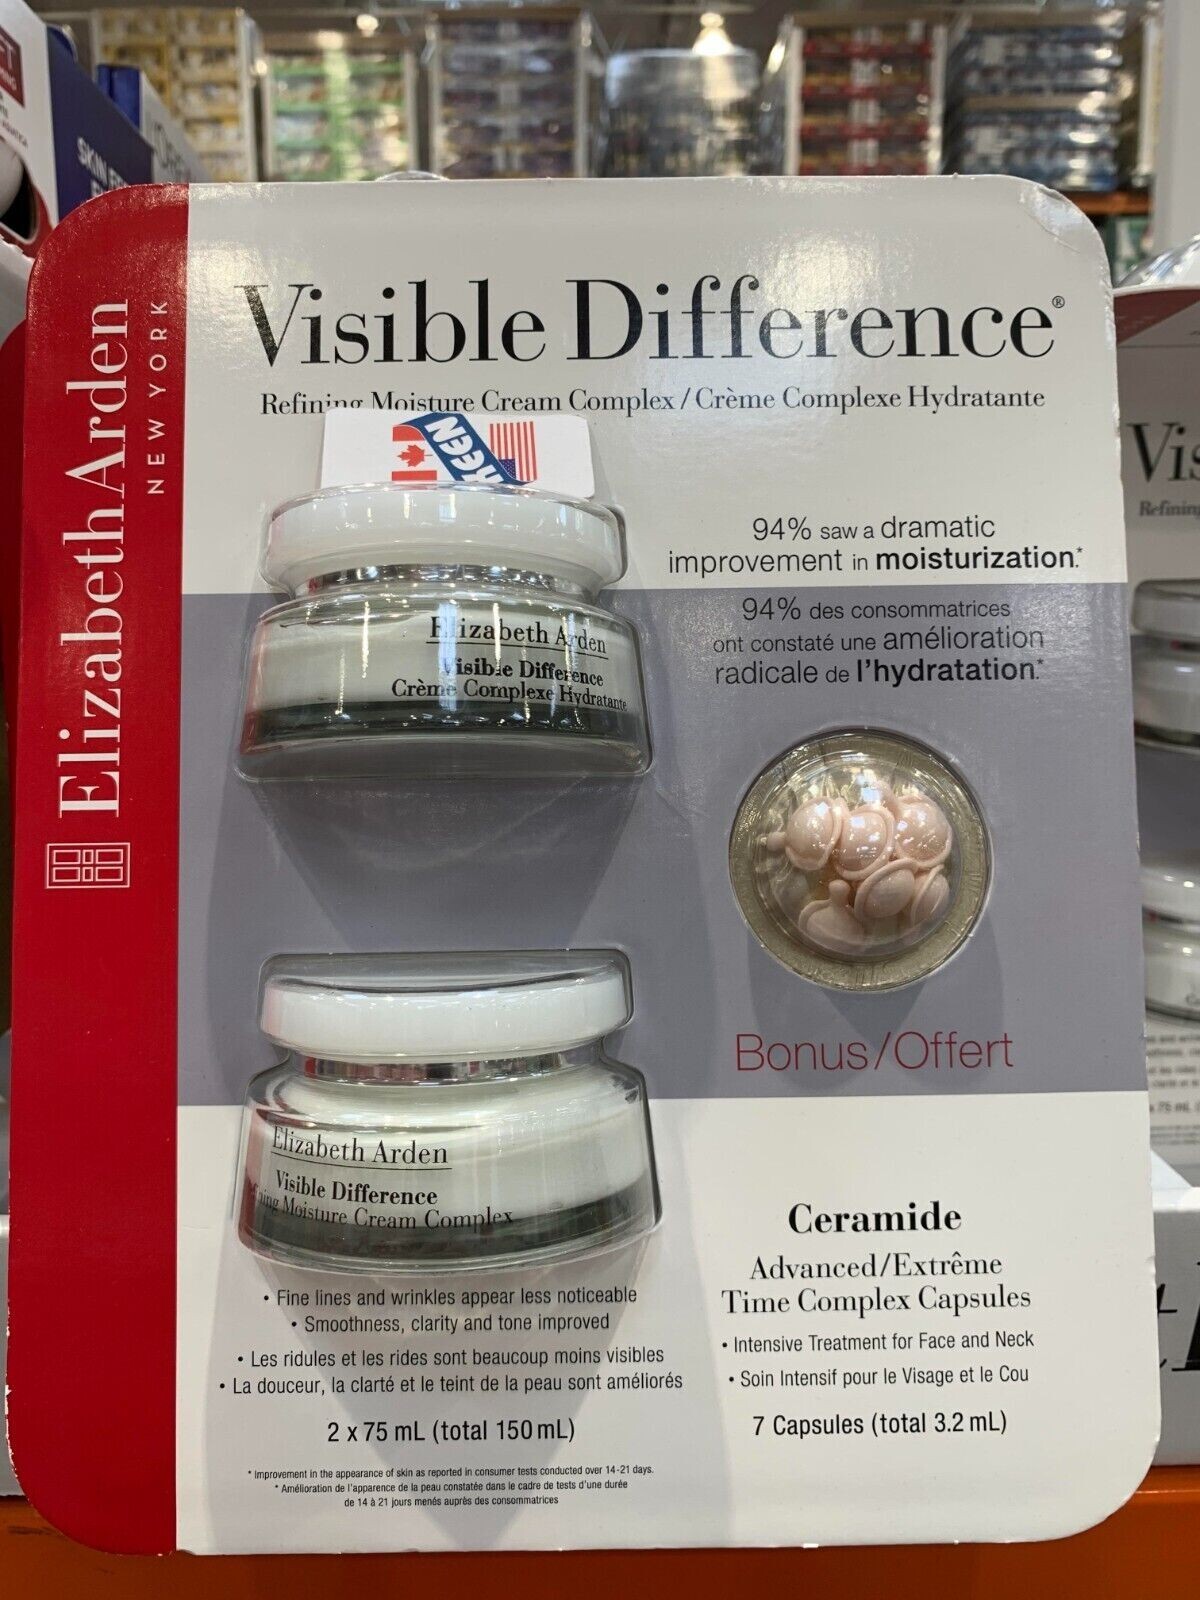 Elizabeth Arden
NEW YORK
SKIN
Visible Difference®
Refining Moisture Cream Complex / Crème Complexe Hydratante
94% saw a dramatic
improvement in moisturization.*
94% des consommatrices
ont constaté une amélioration
radicale de l'hydratation.*
Elizabeth Arden
Visible Difference
Crème Complexe Hydratante
Bonus/Offert
Elizabeth Arden
Visible Difference
Moisture Cream Complex
• Fine lines and wrinkles appear less noticeable
• Smoothness, clarity and tone improved
• Les ridules et les rides sont beaucoup moins visibles
• La douceur, la clarté et le teint de la peau sont améliorés
2 x 75 mL (total 150 mL)
* Improvement in the appearance of skin as reported in consumer tests conducted over 14-21 days.
* Amélioration de l'apparence de la peau constatée dans le cadre de tests d'une durée
de 14 à 21 jours menés auprès des consommatrices
Ceramide
Advanced/Extrême
Time Complex Capsules
• Intensive Treatment for Face and Neck
• Soin Intensif pour le Visage et le Cou
7 Capsules (total 3.2 mL)
Vis
Refining